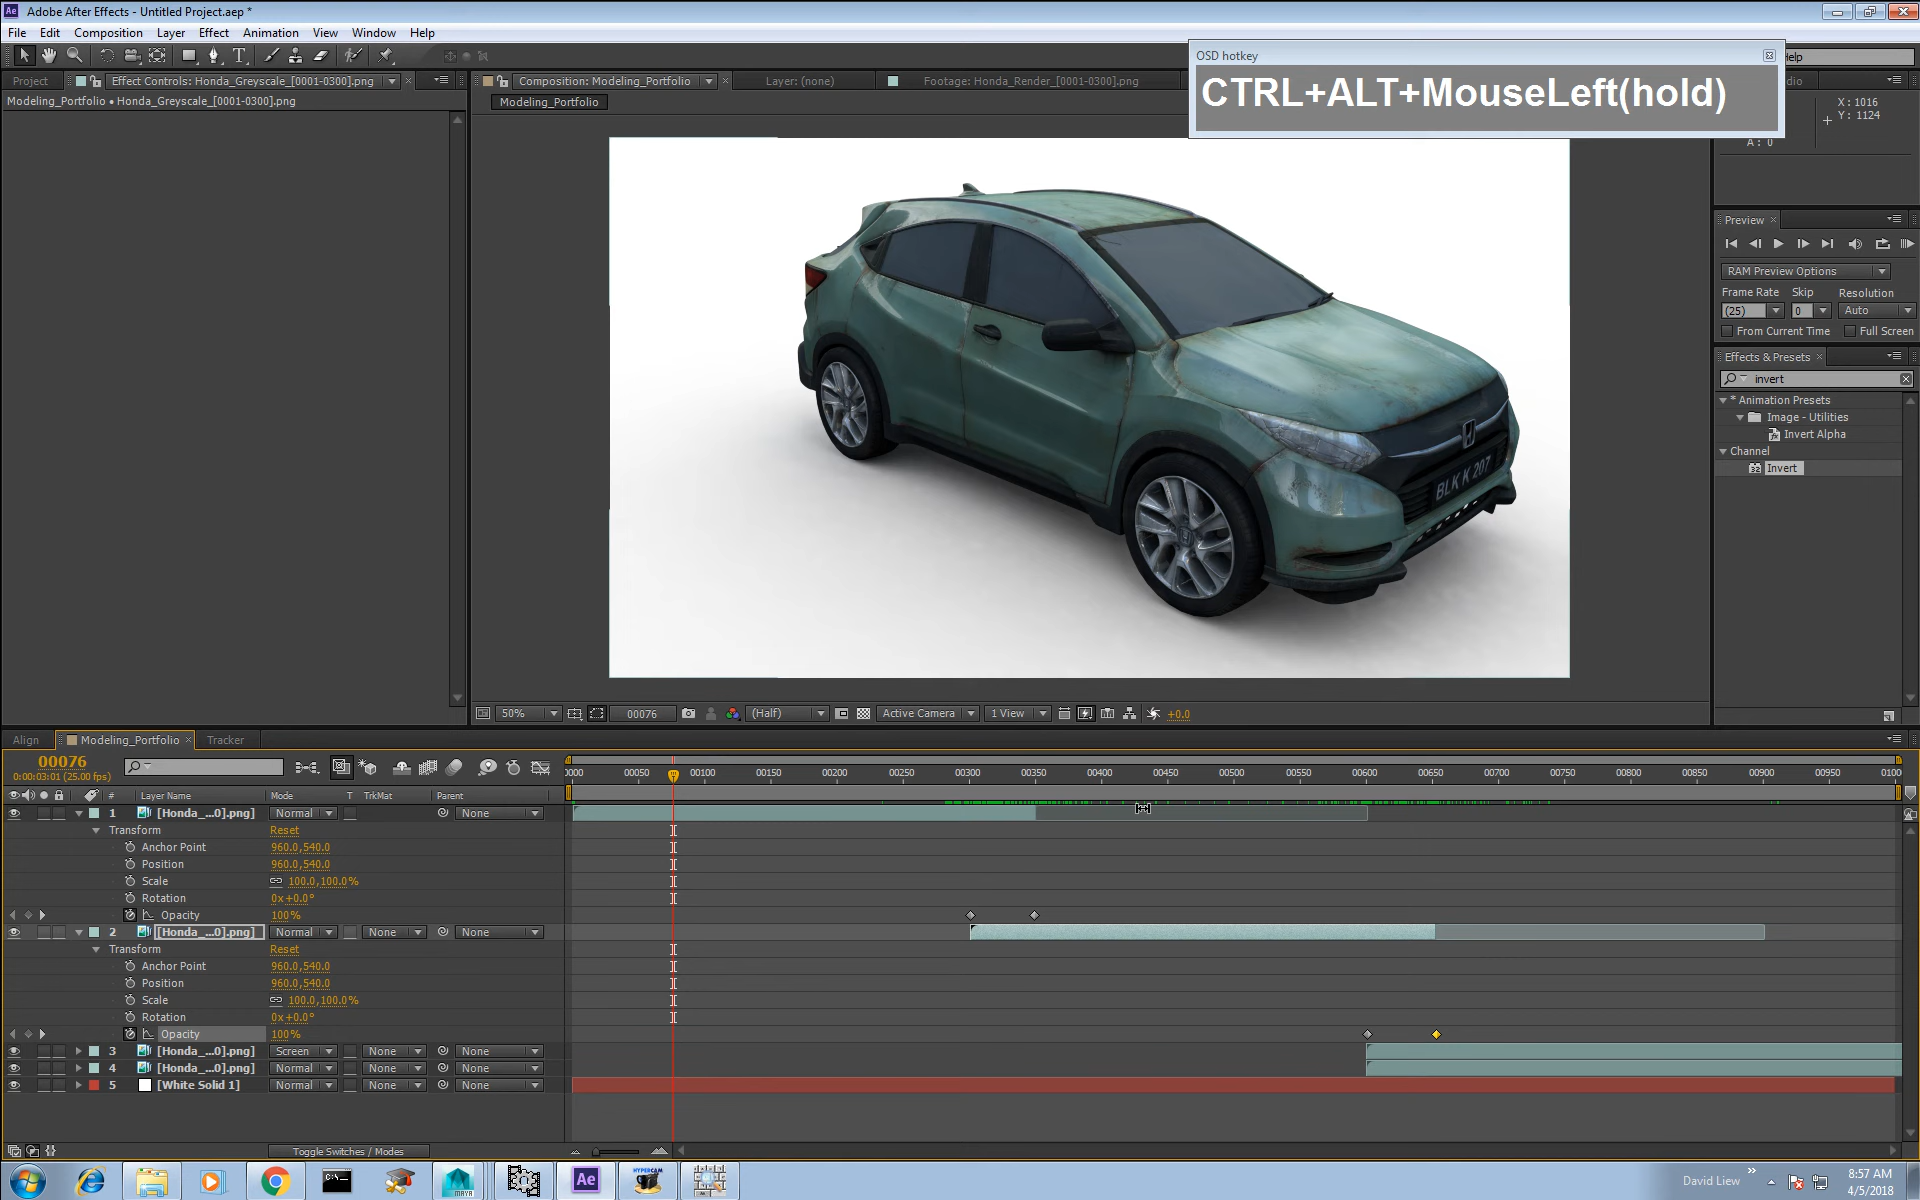 Adobe After Effects - Untitled Project.aep *
File Edit Composition Layer Effect Animation View Window Help
OSD hotkey
CTRL+ALT+MouseLeft(hold)
Help
Project Effect Controls: Honda_Greyscale_[0001-0300].png
Modeling_Portfolio • Honda_Greyscale_[0001-0300].png
Composition: Modeling_Portfolio Layer: (none) Footage: Honda_Render_[0001-0300].png
Modeling_Portfolio
X : 1016
Y : 1124
A : 0
Preview
RAM Preview Options
Frame Rate Skip Resolution
(25) 0 Auto
From Current Time Full Screen
Effects & Presets
invert
* Animation Presets
Image - Utilities
Invert Alpha
Channel
Invert
BLK K 207
50% 00076 (Half) Active Camera 1 View +0.0
Align Modeling_Portfolio Tracker
00076
0:00:03:01 (25.00 fps)
0000 00050 00100 00150 00200 00250 00300 00350 00400 00450 00500 00550 00600 00650 00700 00750 00800 00850 00900 00950 0100
# Layer Name Mode T TrkMat Parent
1 [Honda_...0].png] Normal None
Transform Reset
Anchor Point 960.0,540.0
Position 960.0,540.0
Scale 100.0,100.0%
Rotation 0x+0.0°
Opacity 100%
2 [Honda_...0].png] Normal None None
Transform Reset
Anchor Point 960.0,540.0
Position 960.0,540.0
Scale 100.0,100.0%
Rotation 0x+0.0°
Opacity 100%
3 [Honda_...0].png] Screen None None
4 [Honda_...0].png] Normal None None
5 [White Solid 1] Normal None None
Toggle Switches / Modes
Ae
David Liew
8:57 AM
4/5/2018